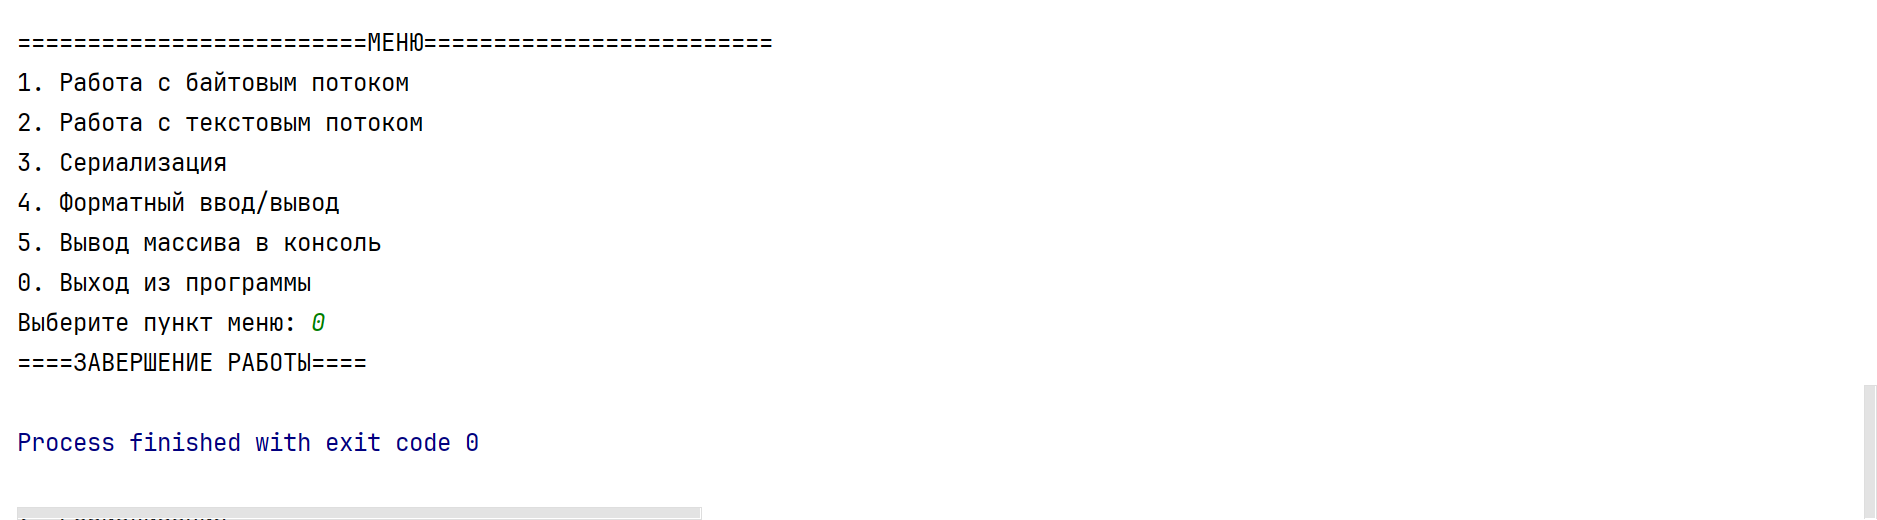 =========================МЕНЮ=========================
1. Работа с байтовым потоком
2. Работа с текстовым потоком
3. Сериализация
4. Форматный ввод/вывод
5. Вывод массива в консоль
0. Выход из программы
Выберите пункт меню: 0
====ЗАВЕРШЕНИЕ РАБОТЫ====
Process finished with exit code 0